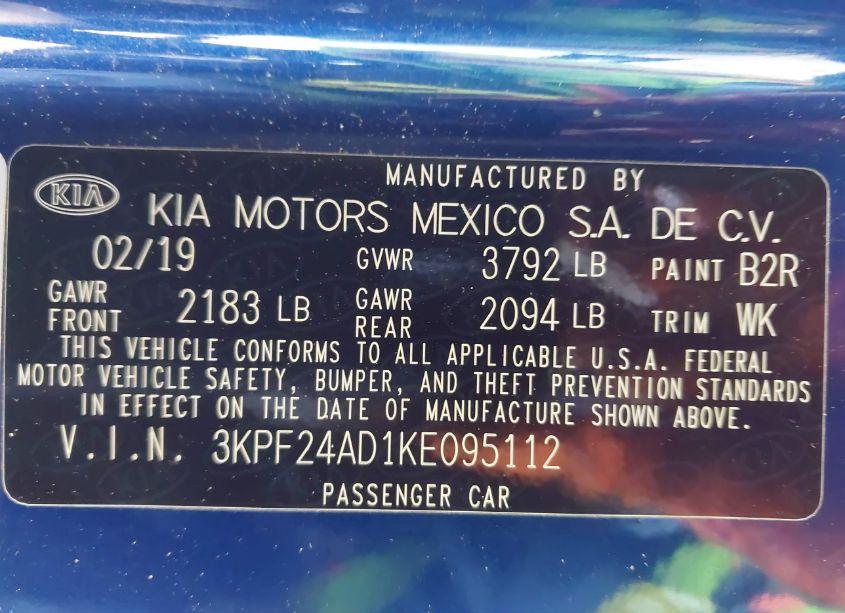 MANUFACTURED BY
KIA KIA MOTORS MEXICO S.A. DE C.V.
02/19 GVWR 3792 LB PAINT B2R
GAWR FRONT 2183 LB GAWR REAR 2094 LB TRIM WK
THIS VEHICLE CONFORMS TO ALL APPLICABLE U.S.A. FEDERAL
MOTOR VEHICLE SAFETY, BUMPER, AND THEFT PREVENTION STANDARDS
IN EFFECT ON THE DATE OF MANUFACTURE SHOWN ABOVE.
V.I.N. 3KPF24AD1KE095112
PASSENGER CAR